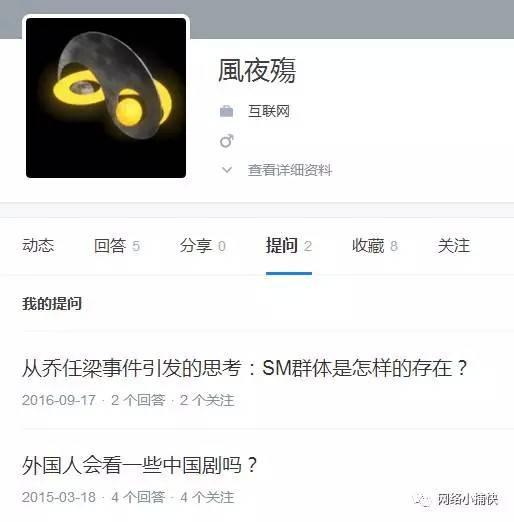 風夜殤
互联网
查看详细资料
动态 回答 5 分享 0 提问 2 收藏 8 关注
我的提问
从乔任梁事件引发的思考：SM群体是怎样的存在？
2016-09-17 · 2 个回答 · 2 个关注
外国人会看一些中国剧吗？
2015-03-18 · 4 个回答 · 4 个关注
网络小捕快